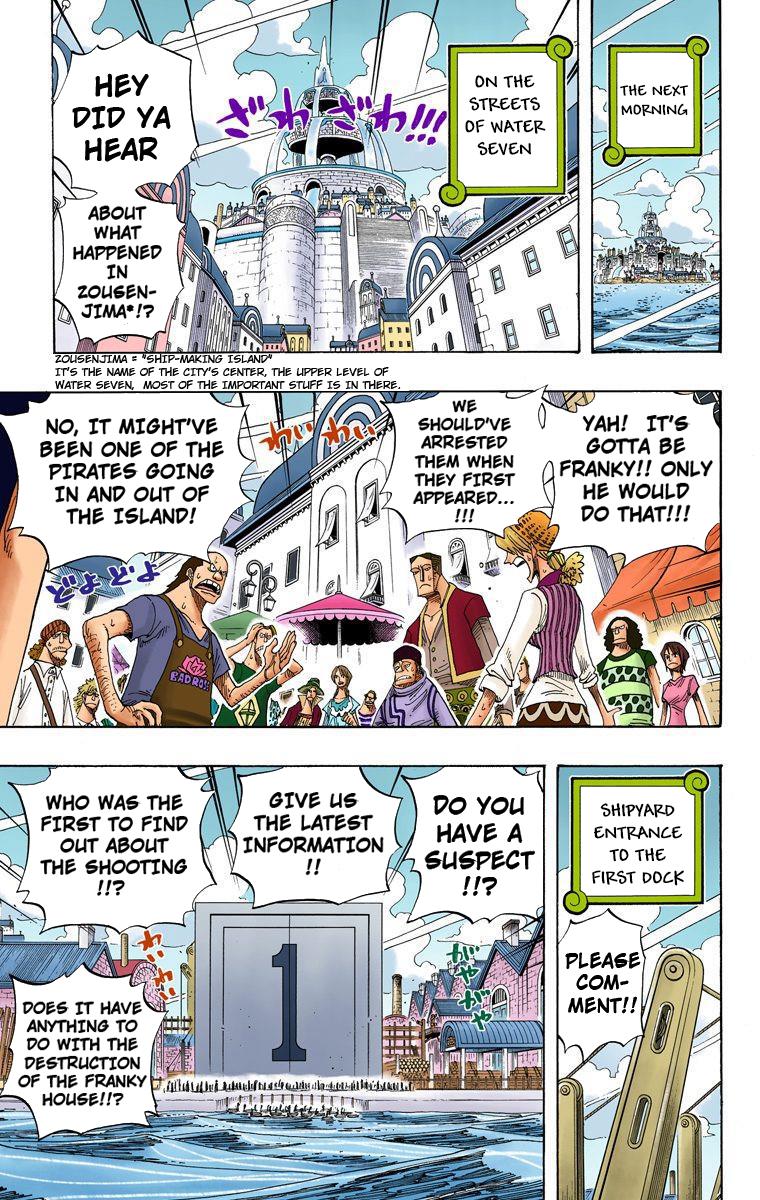 THE NEXT
MORNING
ON THE
STREETS
OF WATER
SEVEN
ざわざわ!!!
HEY
DID YA
HEAR
ABOUT
WHAT
HAPPENED
IN
ZOUSEN-
JIMA*!?
ZOUSENJIMA = "SHIP-MAKING ISLAND"
IT'S THE NAME OF THE CITY'S CENTER, THE UPPER LEVEL OF
WATER SEVEN, MOST OF THE IMPORTANT STUFF IS IN THERE.
YAH! IT'S
GOTTA BE
FRANKY!! ONLY
HE WOULD
DO THAT!!!
WE
SHOULD'VE
ARRESTED
THEM WHEN
THEY FIRST
APPEARED...
!!!
わいわい
NO, IT MIGHT'VE
BEEN ONE OF THE
PIRATES GOING
IN AND OUT OF
THE ISLAND!
どよどよ
BADROSE
SHIPYARD
ENTRANCE
TO THE
FIRST DOCK
PLEASE
COM-
MENT!!
DO YOU
HAVE A
SUSPECT
!!?
GIVE US
THE LATEST
INFORMATION
!!
WHO WAS THE
FIRST TO FIND
OUT ABOUT
THE SHOOTING
!!?
がやがや
わいわい
1
DOES IT HAVE
ANYTHING TO
DO WITH THE
DESTRUCTION
OF THE FRANKY
HOUSE!!?